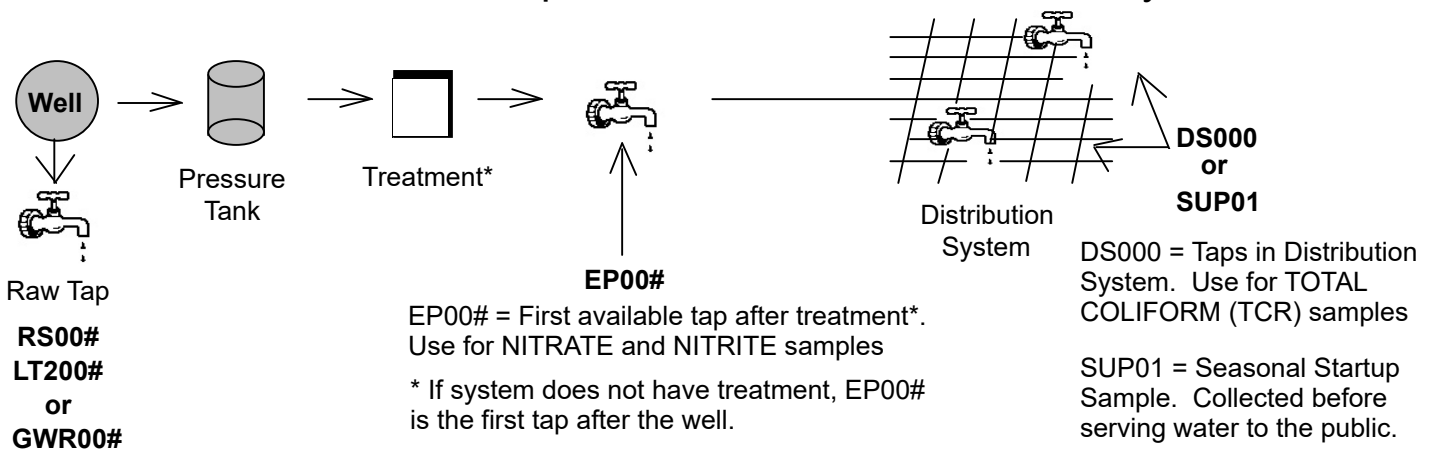 Well
Pressure
Tank
Treatment*
Raw Tap
RS00#
LT200#
or
GWR00#
EP00#
EP00# = First available tap after treatment*.
Use for NITRATE and NITRITE samples
* If system does not have treatment, EP00#
is the first tap after the well.
Distribution
System
DS000
or
SUP01
DS000 = Taps in Distribution
System. Use for TOTAL
COLIFORM (TCR) samples
SUP01 = Seasonal Startup
Sample. Collected before
serving water to the public.